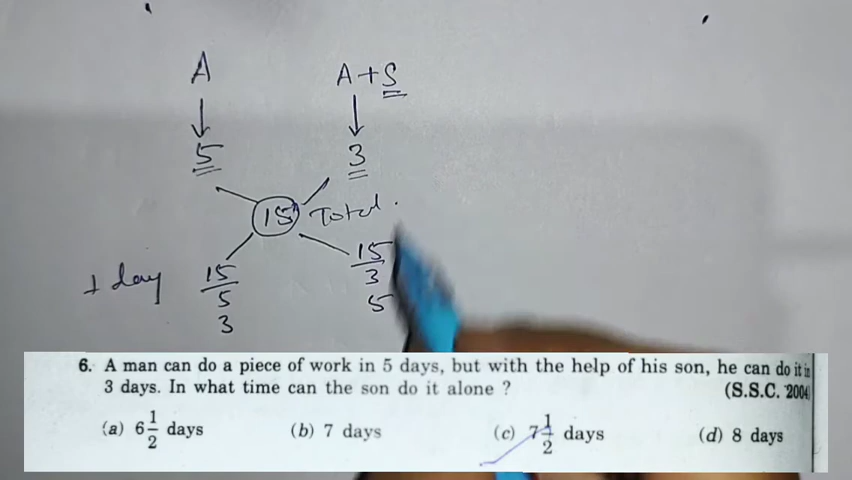 A A+S
5 3
15 Total.
1 day 15/5 15/3
3 5
6. A man can do a piece of work in 5 days, but with the help of his son, he can do it in
3 days. In what time can the son do it alone ? (S.S.C. 2004)
(a) 6 1/2 days (b) 7 days (c) 7 1/2 days (d) 8 days